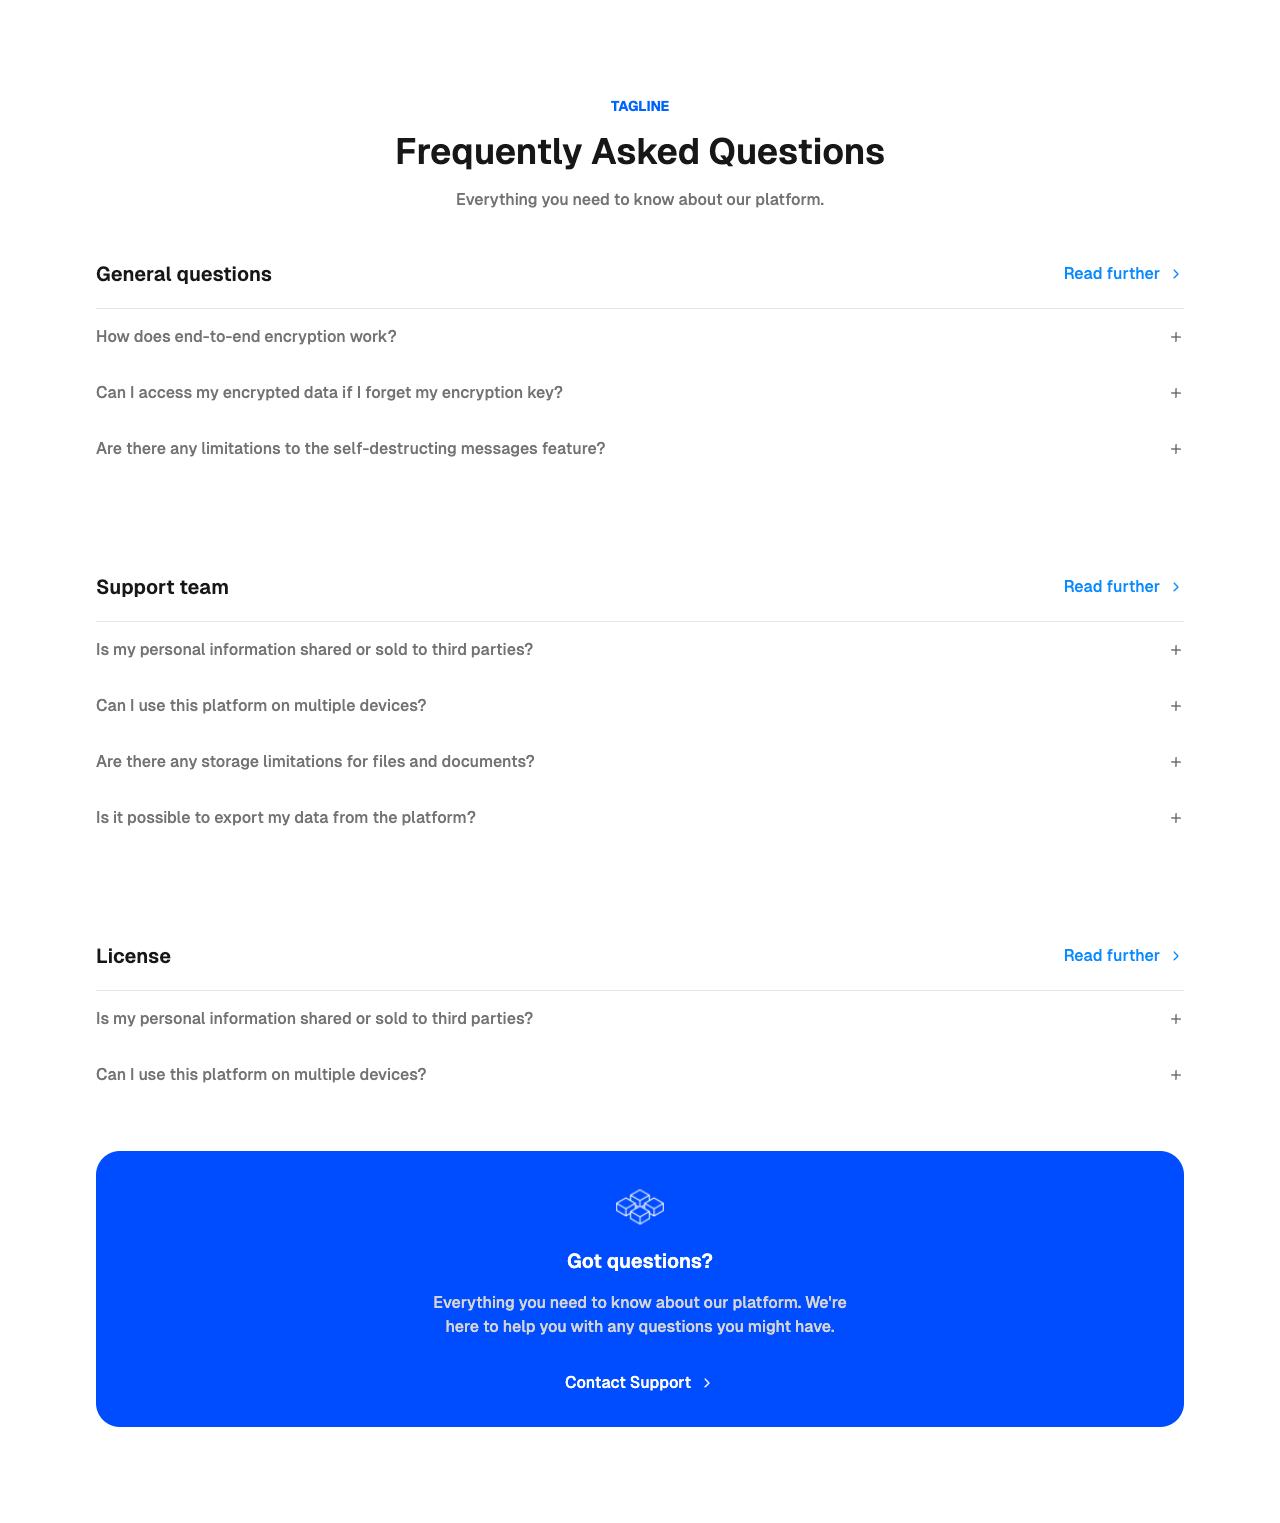 TAGLINE
Frequently Asked Questions
Everything you need to know about our platform.
General questions
Read further
How does end-to-end encryption work?
Can I access my encrypted data if I forget my encryption key?
Are there any limitations to the self-destructing messages feature?
Support team
Read further
Is my personal information shared or sold to third parties?
Can I use this platform on multiple devices?
Are there any storage limitations for files and documents?
Is it possible to export my data from the platform?
License
Read further
Is my personal information shared or sold to third parties?
Can I use this platform on multiple devices?
Got questions?
Everything you need to know about our platform. We're
here to help you with any questions you might have.
Contact Support